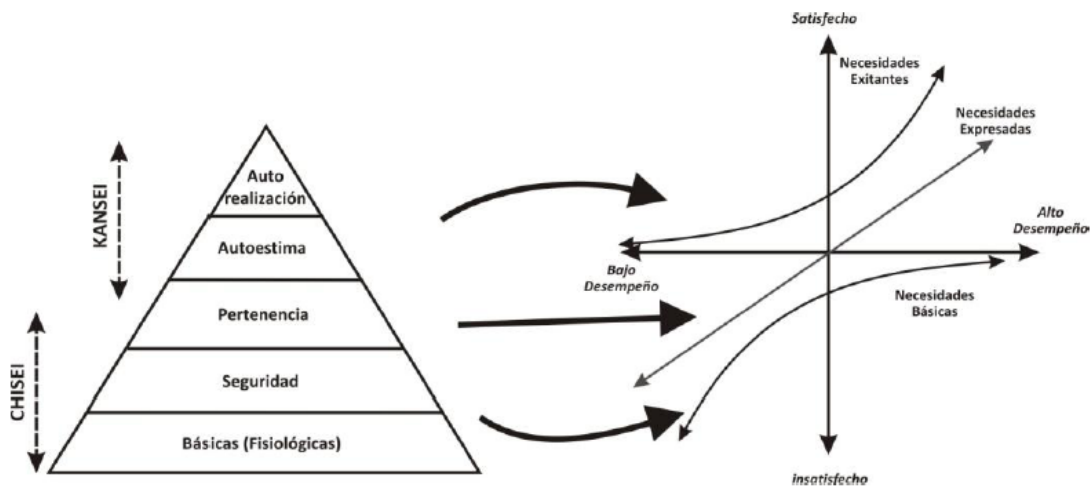 KANSEI
CHISEI
Auto
realización
Autoestima
Pertenencia
Seguridad
Básicas (Fisiológicas)
Satisfecho
Necesidades
Exitantes
Necesidades
Expresadas
Alto
Desempeño
Bajo
Desempeño
Necesidades
Básicas
insatisfecho